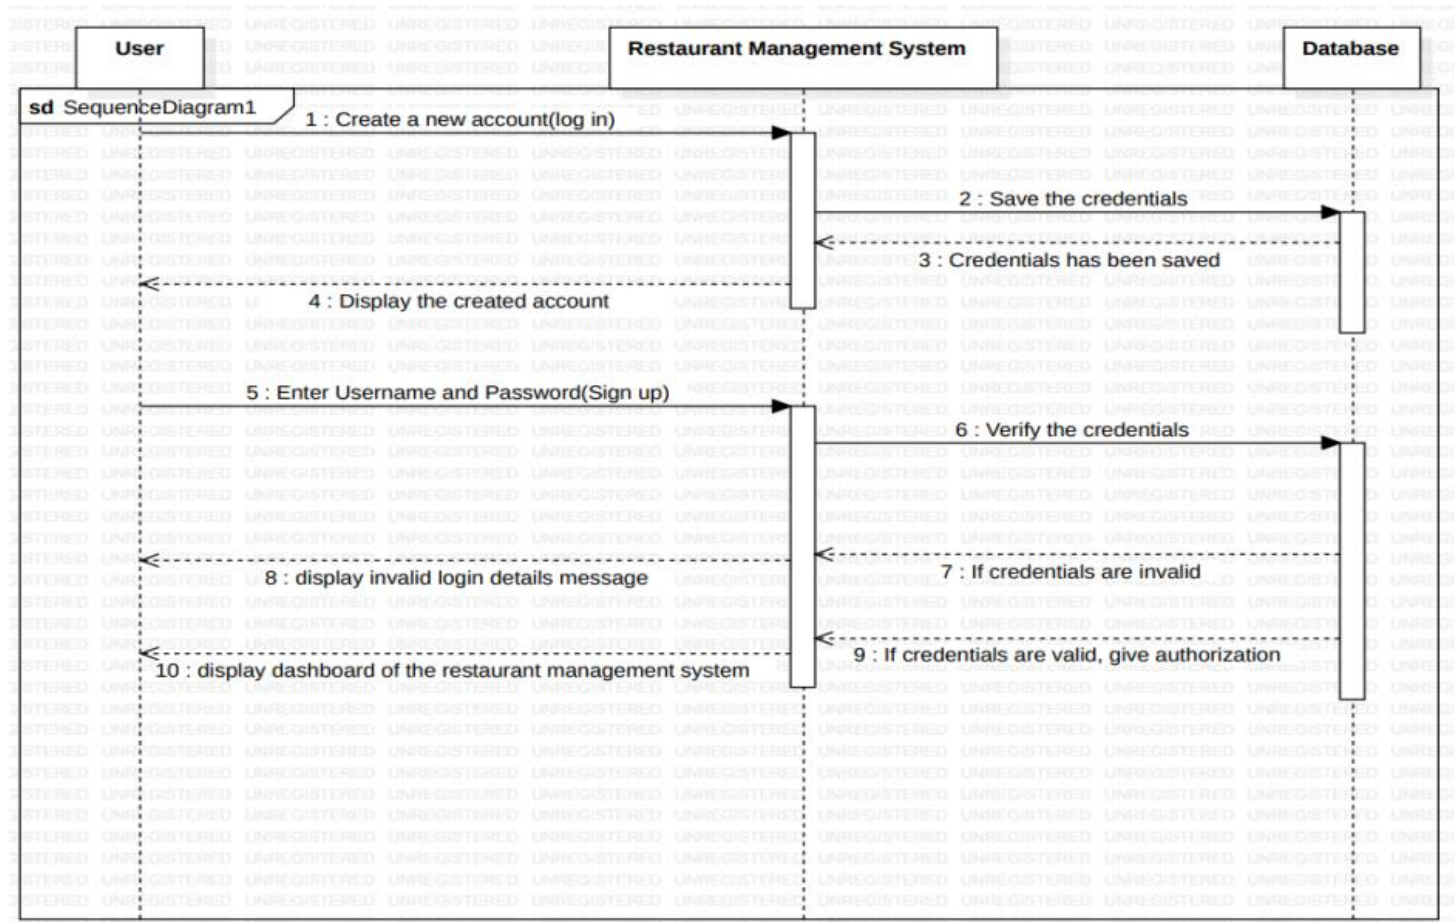 User
Restaurant Management System
Database
sd SequenceDiagram1
1 : Create a new account(log in)
2 : Save the credentials
3 : Credentials has been saved
4 : Display the created account
5 : Enter Username and Password(Sign up)
6 : Verify the credentials
7 : If credentials are invalid
8 : display invalid login details message
9 : If credentials are valid, give authorization
10 : display dashboard of the restaurant management system
UNREGISTERED